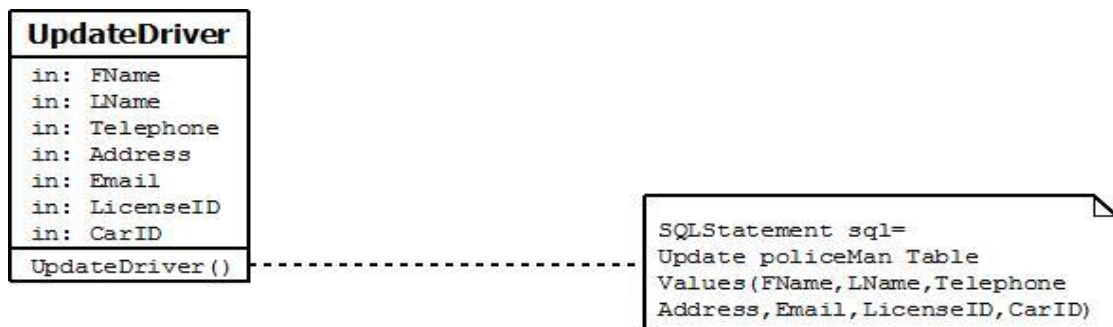 UpdateDriver
in: FName
in: LName
in: Telephone
in: Address
in: Email
in: LicenseID
in: CarID
UpdateDriver()
SQLStatement sql=
Update policeMan Table
Values(FName,LName,Telephone
Address,Email,LicenseID,CarID)